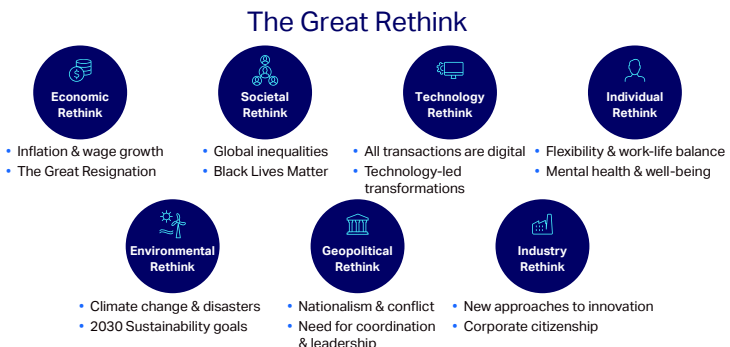 The Great Rethink
Economic
Rethink
• Inflation & wage growth
• The Great Resignation
Societal
Rethink
• Global inequalities
• Black Lives Matter
Technology
Rethink
• All transactions are digital
• Technology-led
transformations
Individual
Rethink
• Flexibility & work-life balance
• Mental health & well-being
Environmental
Rethink
• Climate change & disasters
• 2030 Sustainability goals
Geopolitical
Rethink
• Nationalism & conflict
• Need for coordination
& leadership
Industry
Rethink
• New approaches to innovation
• Corporate citizenship